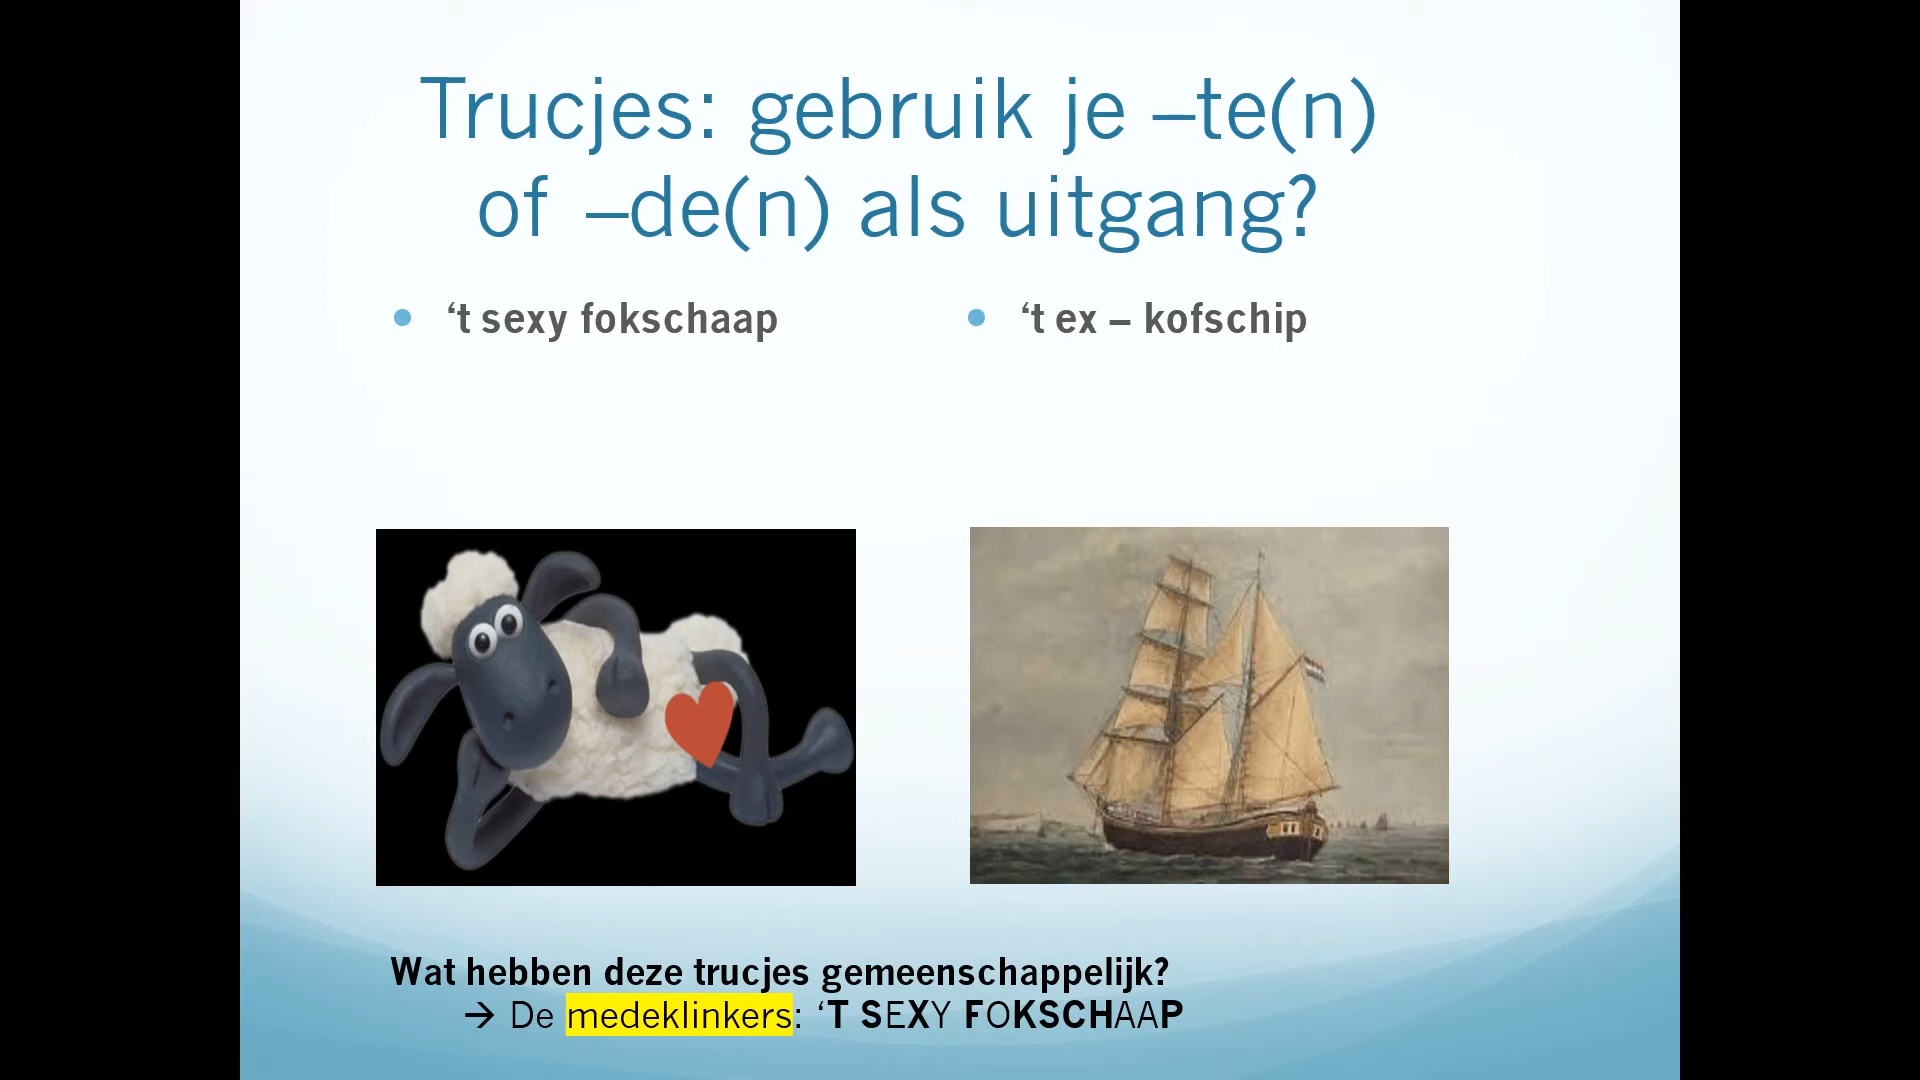 Trucjes: gebruik je –te(n)
of –de(n) als uitgang?
• ‘t sexy fokschaap
• ‘t ex – kofschip
Wat hebben deze trucjes gemeenschappelijk?
→ De medeklinkers: ‘T SEXY FOKSCHAAP